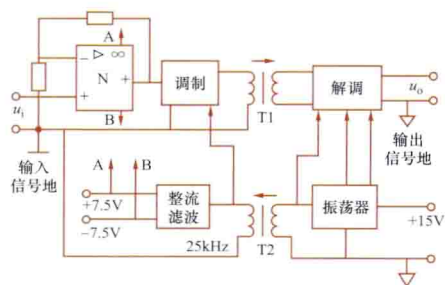 A
▷ ∞
−
N
+
+
B
u_i
调制
T1
解调
u_o
输入
信号地
输出
信号地
A
B
+7.5V
−7.5V
整流
滤波
25kHz
T2
振荡器
+15V